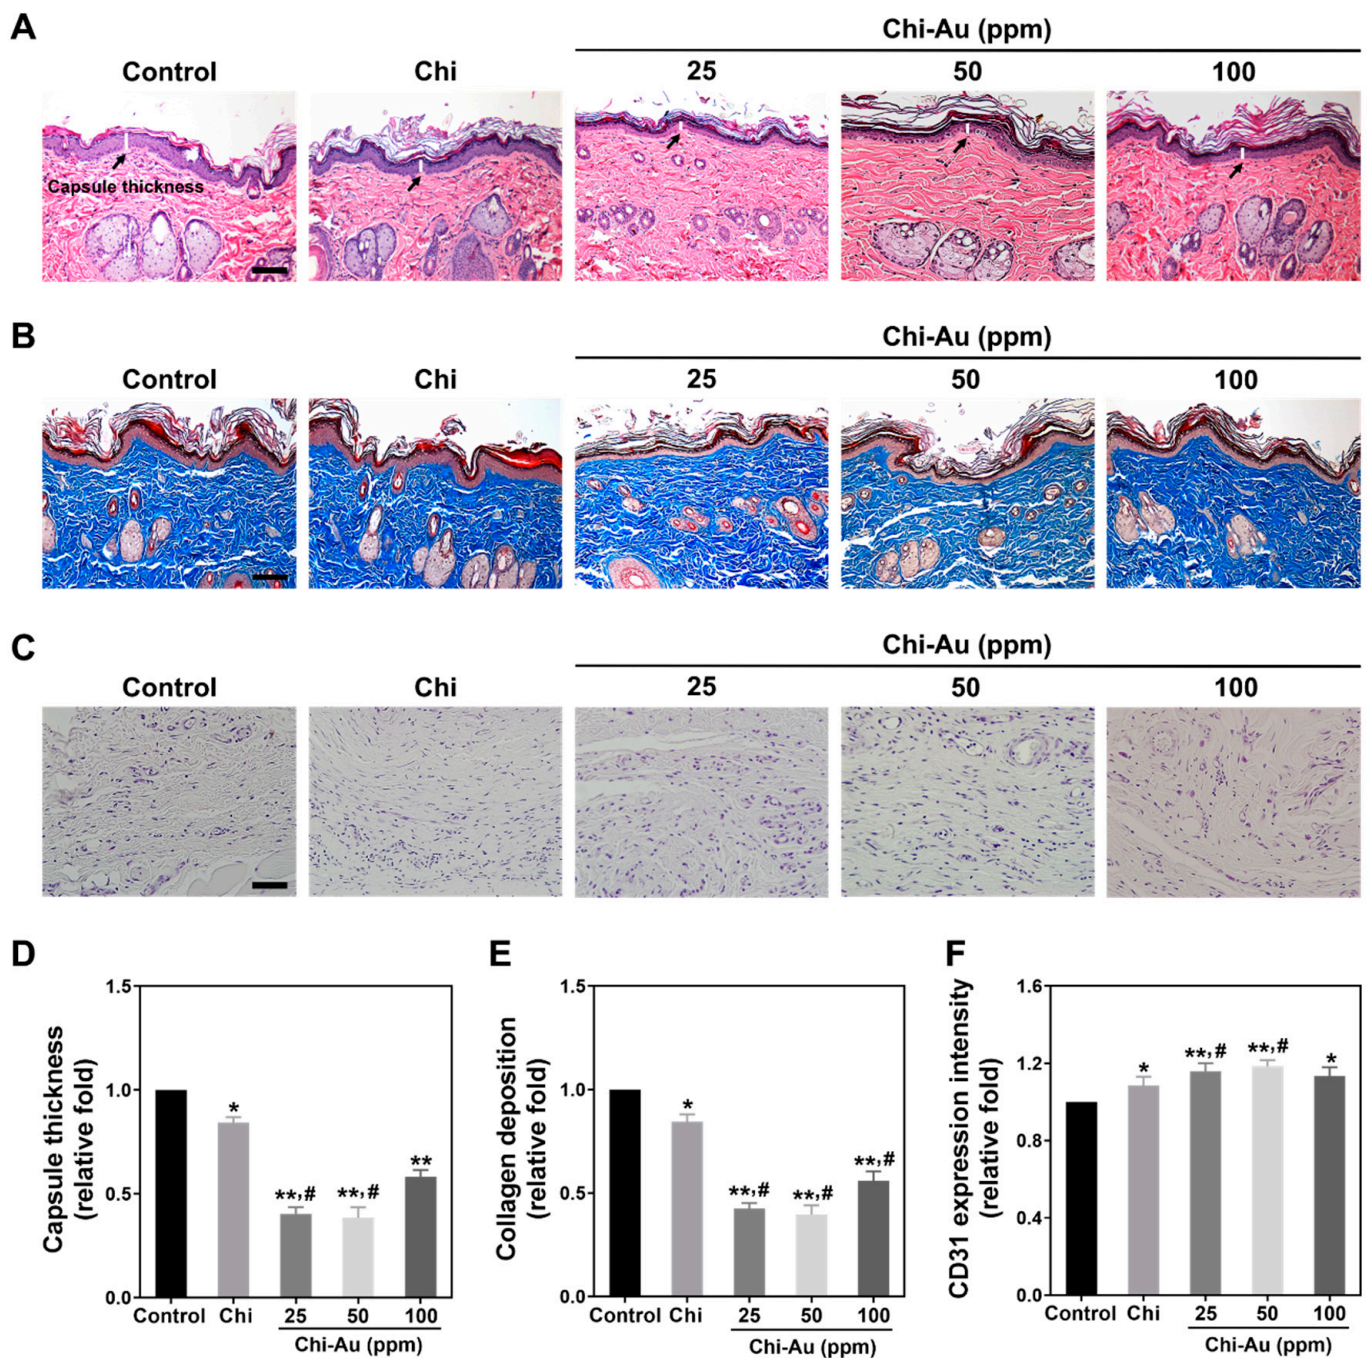 A
Chi-Au (ppm)
Control Chi 25 50 100
Capsule thickness
B
Chi-Au (ppm)
Control Chi 25 50 100
C
Chi-Au (ppm)
Control Chi 25 50 100
D
Capsule thickness
(relative fold)
1.5
1.0
0.5
0.0
*
**,#
**,#
**
Control Chi 25 50 100
Chi-Au (ppm)
E
Collagen deposition
(relative fold)
1.5
1.0
0.5
0.0
*
**,#
**,#
**,#
Control Chi 25 50 100
Chi-Au (ppm)
F
CD31 expression intensity
(relative fold)
1.6
1.2
0.8
0.4
0.0
*
**,#
**,#
*
Control Chi 25 50 100
Chi-Au (ppm)